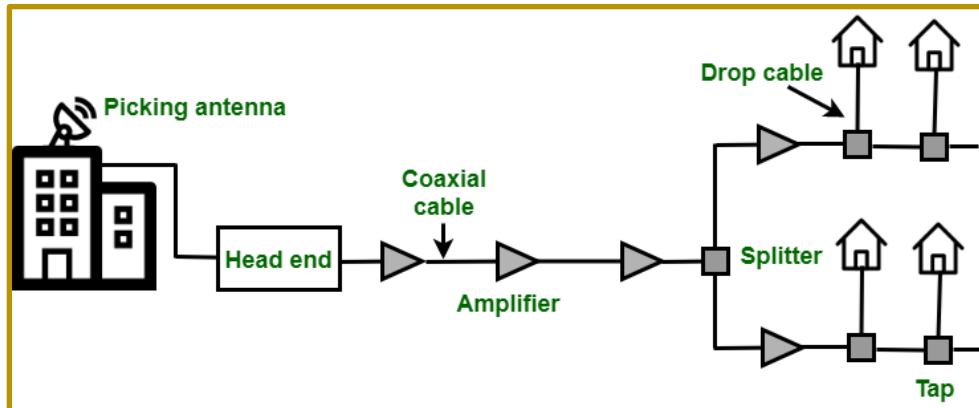 Picking antenna
Head end
Coaxial
cable
Amplifier
Drop cable
Splitter
Tap